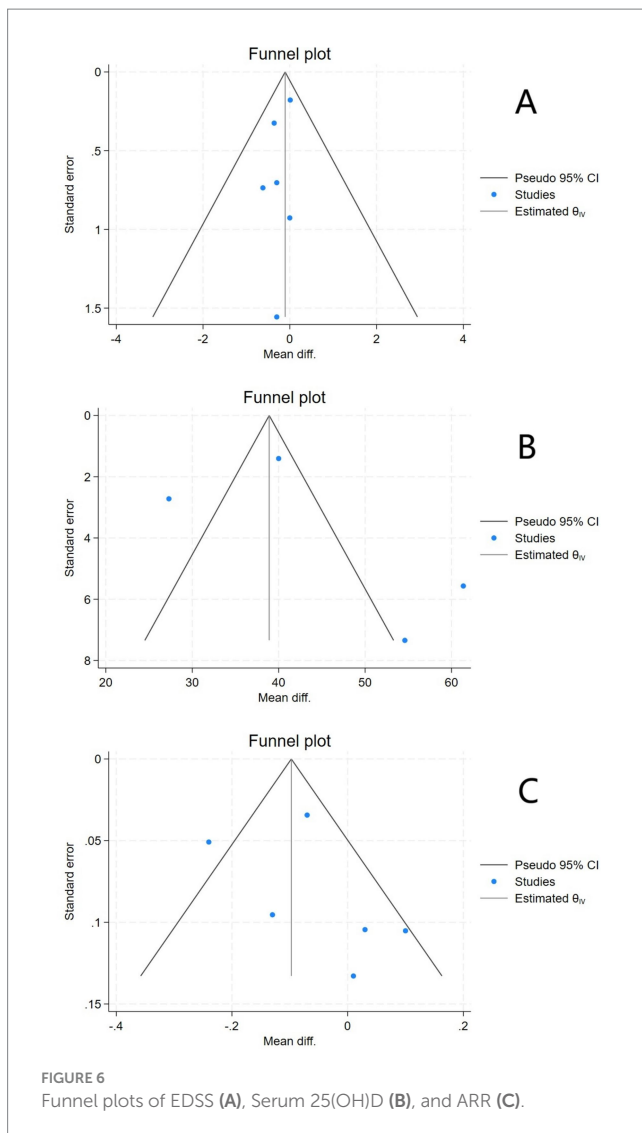 Funnel plot
A
0
.5
1
1.5
Standard error
-4
-2
0
2
4
Mean diff.
Pseudo 95% CI
Studies
Estimated θIV
Funnel plot
B
0
2
4
6
8
Standard error
20
30
40
50
60
Mean diff.
Pseudo 95% CI
Studies
Estimated θIV
Funnel plot
C
0
.05
.1
.15
Standard error
-.4
-.2
0
.2
Mean diff.
Pseudo 95% CI
Studies
Estimated θIV
FIGURE 6
Funnel plots of EDSS (A), Serum 25(OH)D (B), and ARR (C).